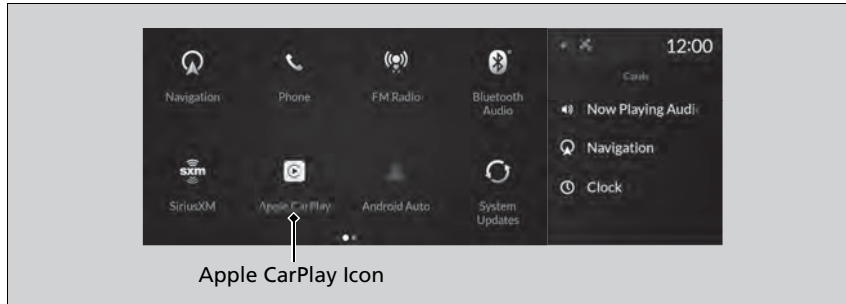 12:00
Cards
Navigation
Phone
FM Radio
Bluetooth
Audio
Now Playing Audi
Navigation
Clock
sxm
SiriusXM
Apple CarPlay
Android Auto
System
Updates
Apple CarPlay Icon